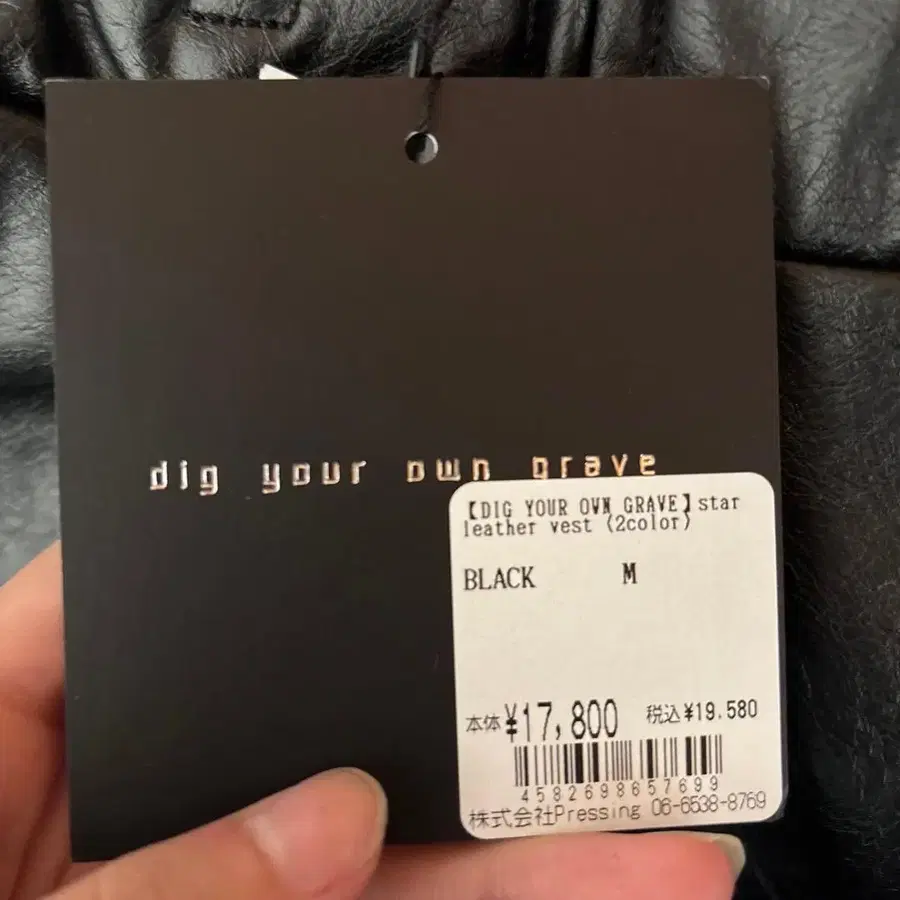 dig your own grave
【DIG YOUR OWN GRAVE】star
leather vest (2color)
BLACK M
本体¥17,800 税込¥19,580
4582698657699
株式会社Pressing 06-6538-8769